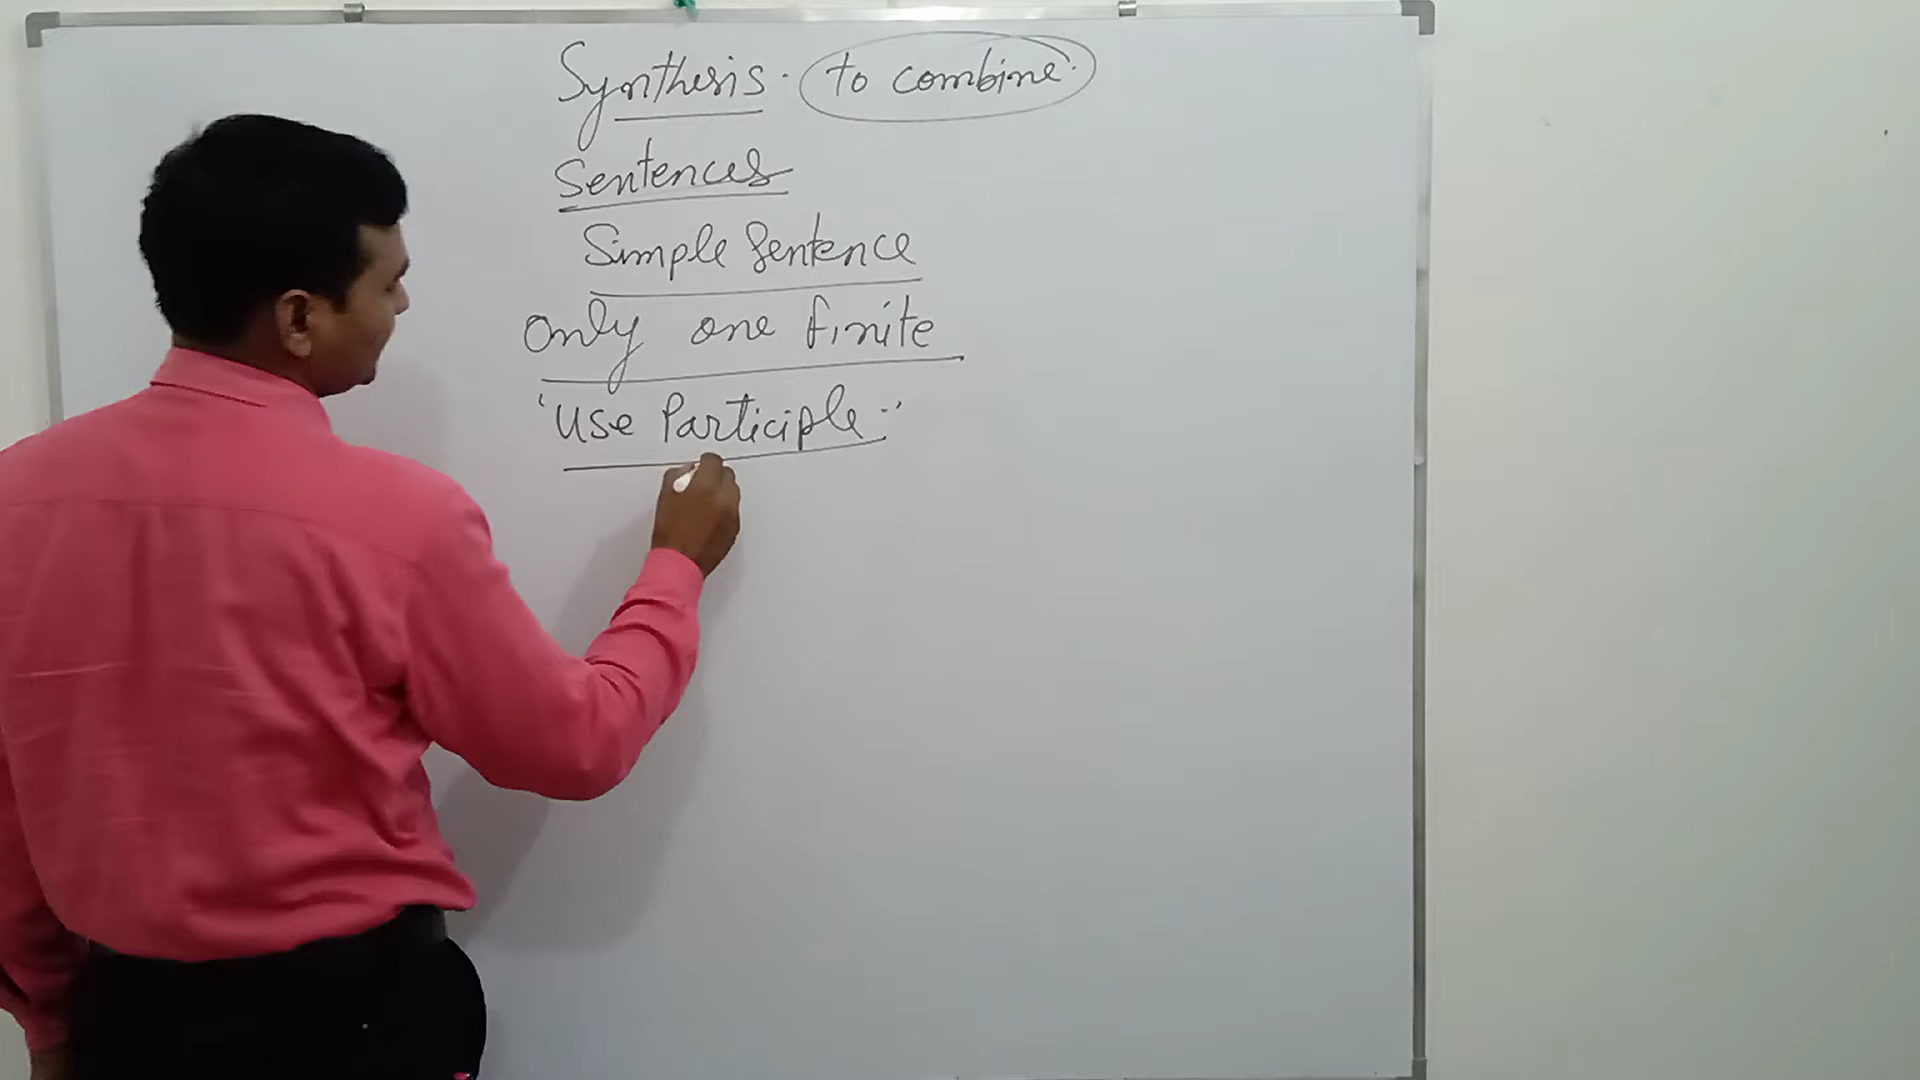 Synthesis. to combine.
Sentences
Simple Sentence
Only one finite
'Use Participle..'